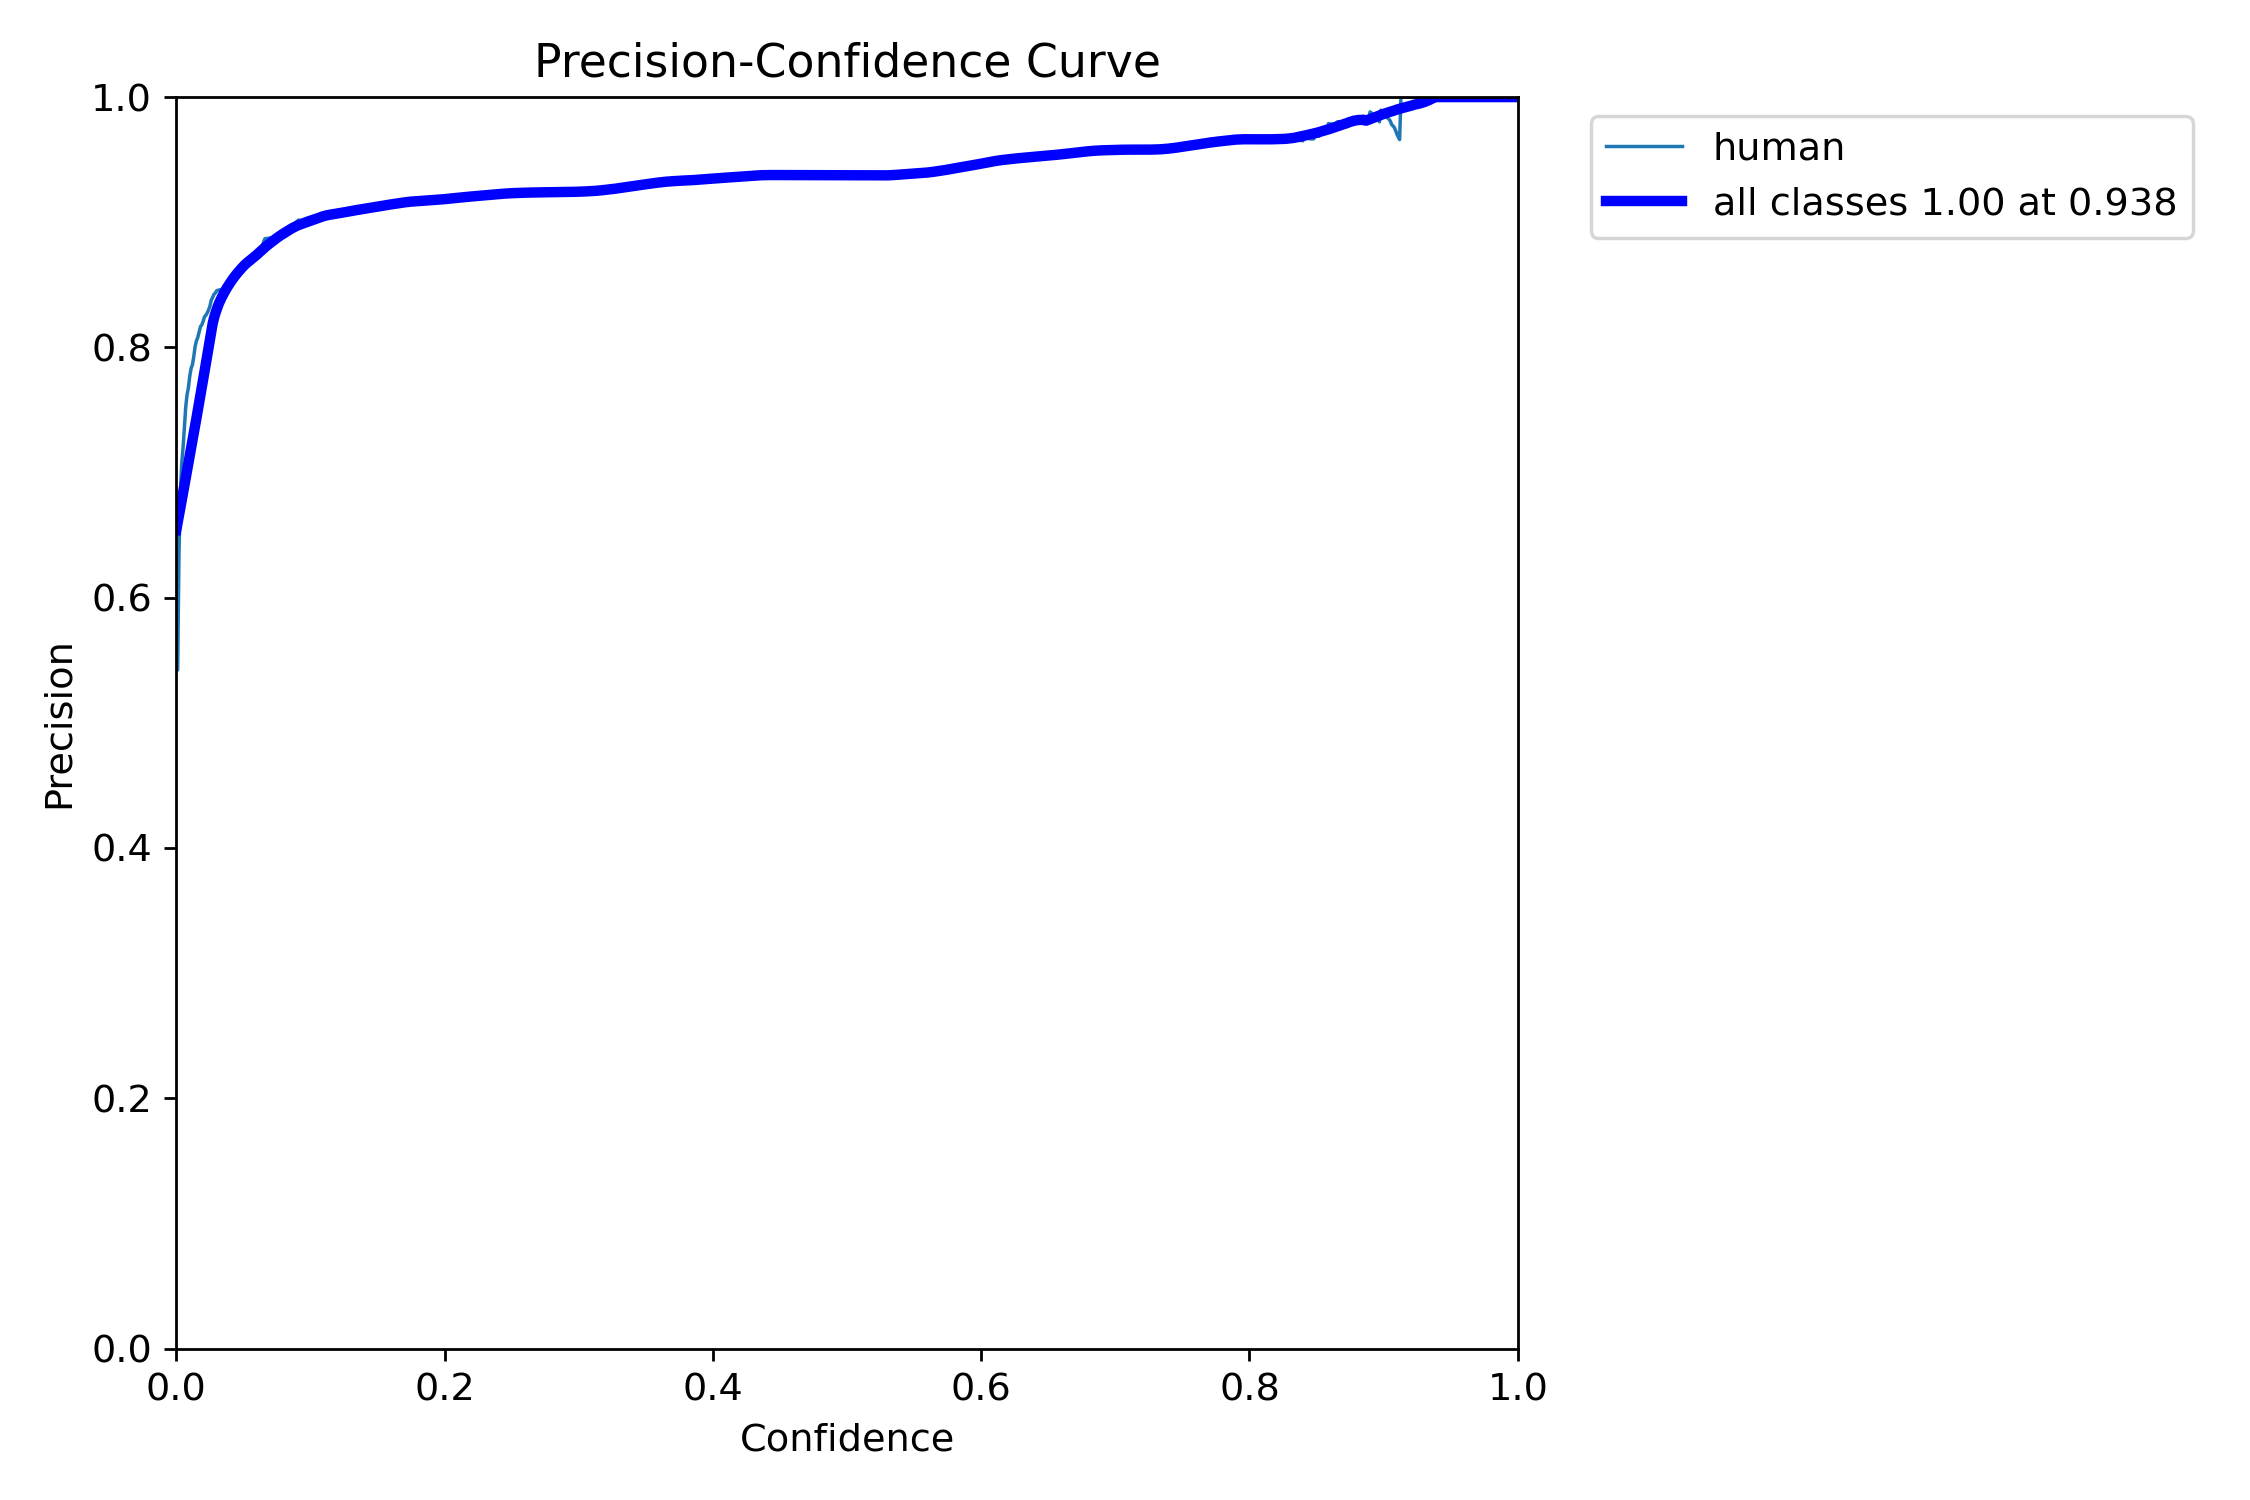 Precision-Confidence Curve
1.0
0.8
0.6
0.4
0.2
0.0
Precision
0.0 0.2 0.4 0.6 0.8 1.0
Confidence
human
all classes 1.00 at 0.938